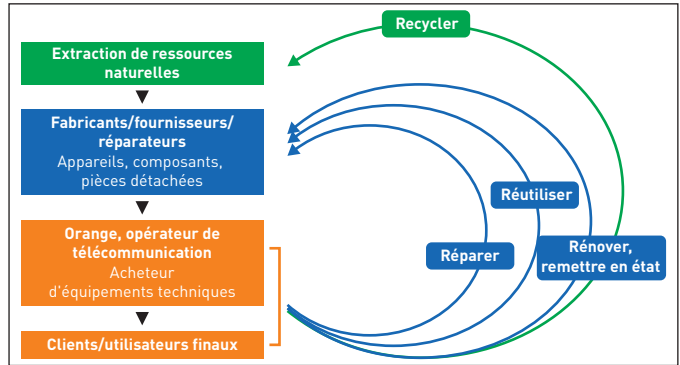 Recycler
Extraction de ressources
naturelles
Fabricants/fournisseurs/
réparateurs
Appareils, composants,
pièces détachées
Orange, opérateur de
télécommunication
Acheteur
d'équipements techniques
Clients/utilisateurs finaux
Réparer
Réutiliser
Rénover,
remettre en état